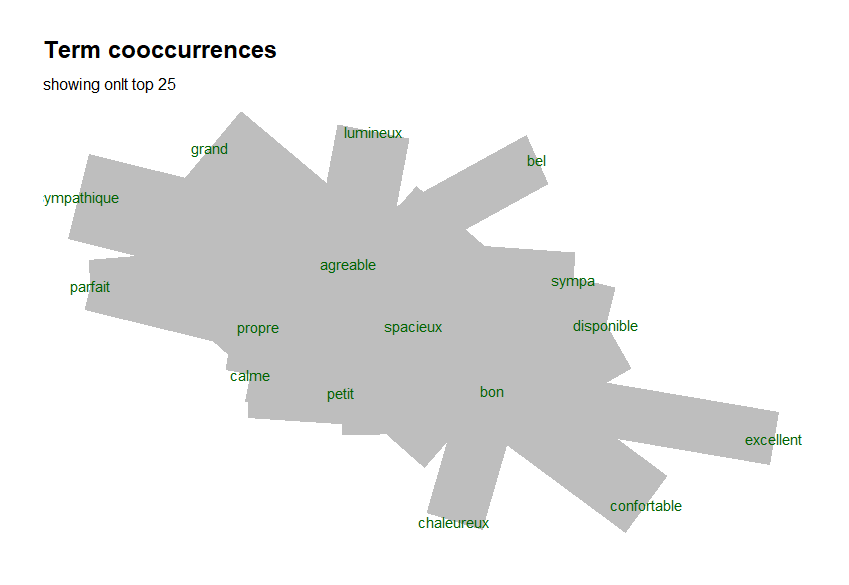 Term cooccurrences
showing onlt top 25
lumineux
grand
bel
ympathique
agreable
sympa
parfait
propre
spacieux
disponible
calme
petit
bon
excellent
confortable
chaleureux